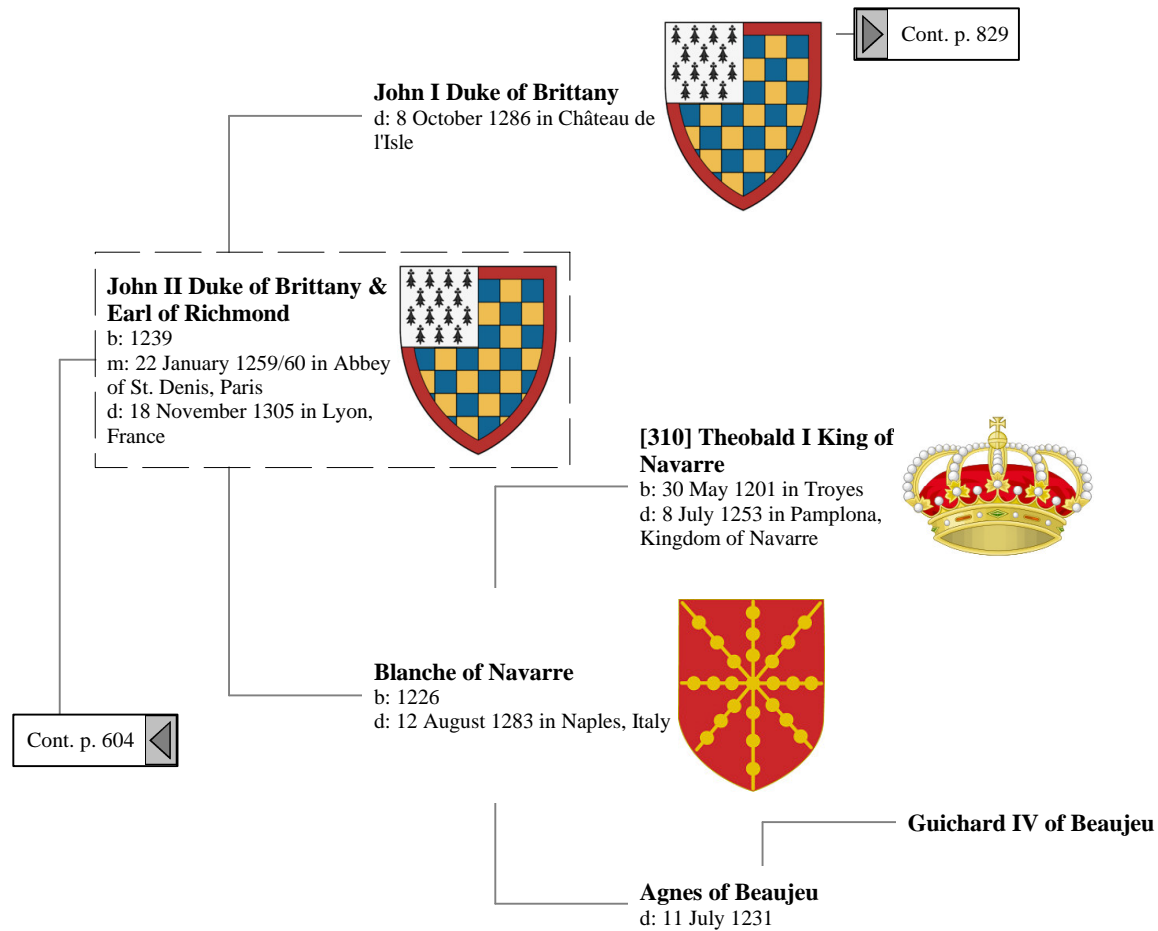 Cont. p. 829
John I Duke of Brittany
d: 8 October 1286 in Château de
l'Isle
John II Duke of Brittany &
Earl of Richmond
b: 1239
m: 22 January 1259/60 in Abbey
of St. Denis, Paris
d: 18 November 1305 in Lyon,
France
[310] Theobald I King of
Navarre
b: 30 May 1201 in Troyes
d: 8 July 1253 in Pamplona,
Kingdom of Navarre
Blanche of Navarre
b: 1226
d: 12 August 1283 in Naples, Italy
Cont. p. 604
Guichard IV of Beaujeu
Agnes of Beaujeu
d: 11 July 1231